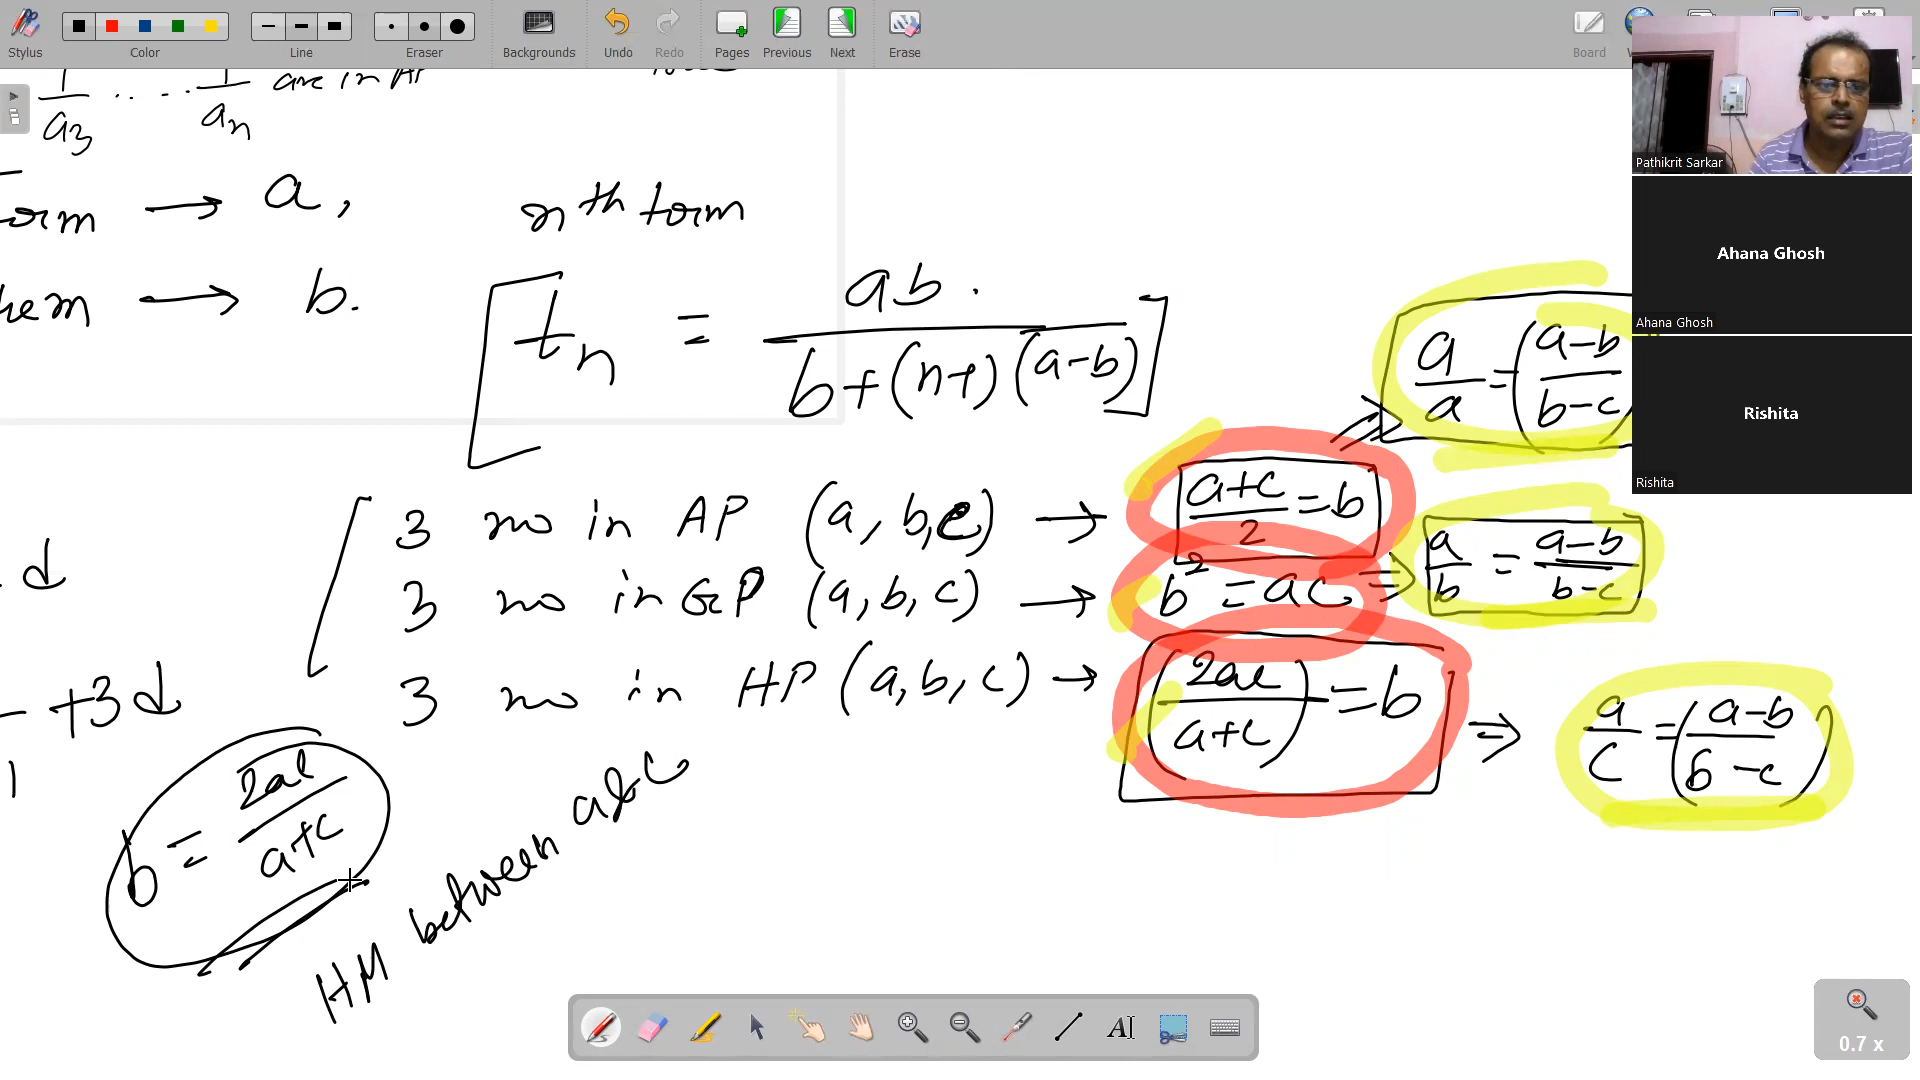 Stylus Color Line Eraser Backgrounds Undo Redo Pages Previous Next Erase Board
1/a3 ..... 1/an are in AP
→ a, nth term
→ b.
[tn = ab. / b+(n-1)(a-b)]
a/a = (a-b / b-c
3 no in AP (a, b, c) → a+c/2 = b
d
3 no in GP (a, b, c) → b² = ac ⇒ a/b = a-b / b-c
3 no in HP (a, b, c) → (2ac / a+c) = b ⇒ a/c = (a-b / b-c)
+3d
b = 2ac / a+c
HM between a & c
Pathikrit Sarkar
Ahana Ghosh
Ahana Ghosh
Rishita
Rishita
0.7 x